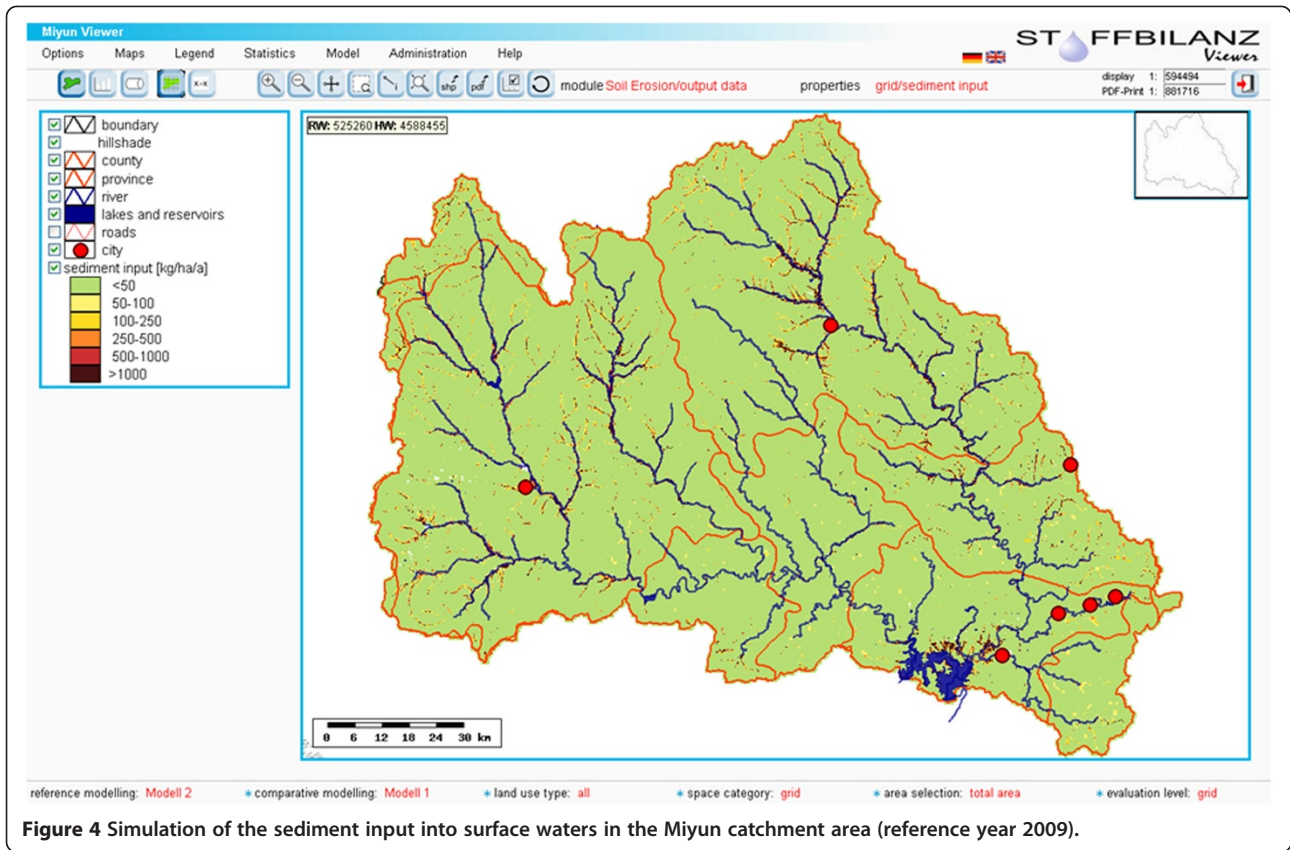 Miyun Viewer
Options Maps Legend Statistics Model Administration Help
STOFFBILANZ
Viewer
shp pdf module Soil Erosion/output data properties grid/sediment input
display 1: 594494
PDF-Print 1: 881716
boundary
hillshade
county
province
river
lakes and reservoirs
roads
city
sediment input [kg/ha/a]
<50
50-100
100-250
250-500
500-1000
>1000
RW: 525260 HW: 4588455
0 6 12 18 24 30 km
reference modelling: Modell 2 * comparative modelling: Modell 1 * land use type: all * space category: grid * area selection: total area * evaluation level: grid
Figure 4 Simulation of the sediment input into surface waters in the Miyun catchment area (reference year 2009).